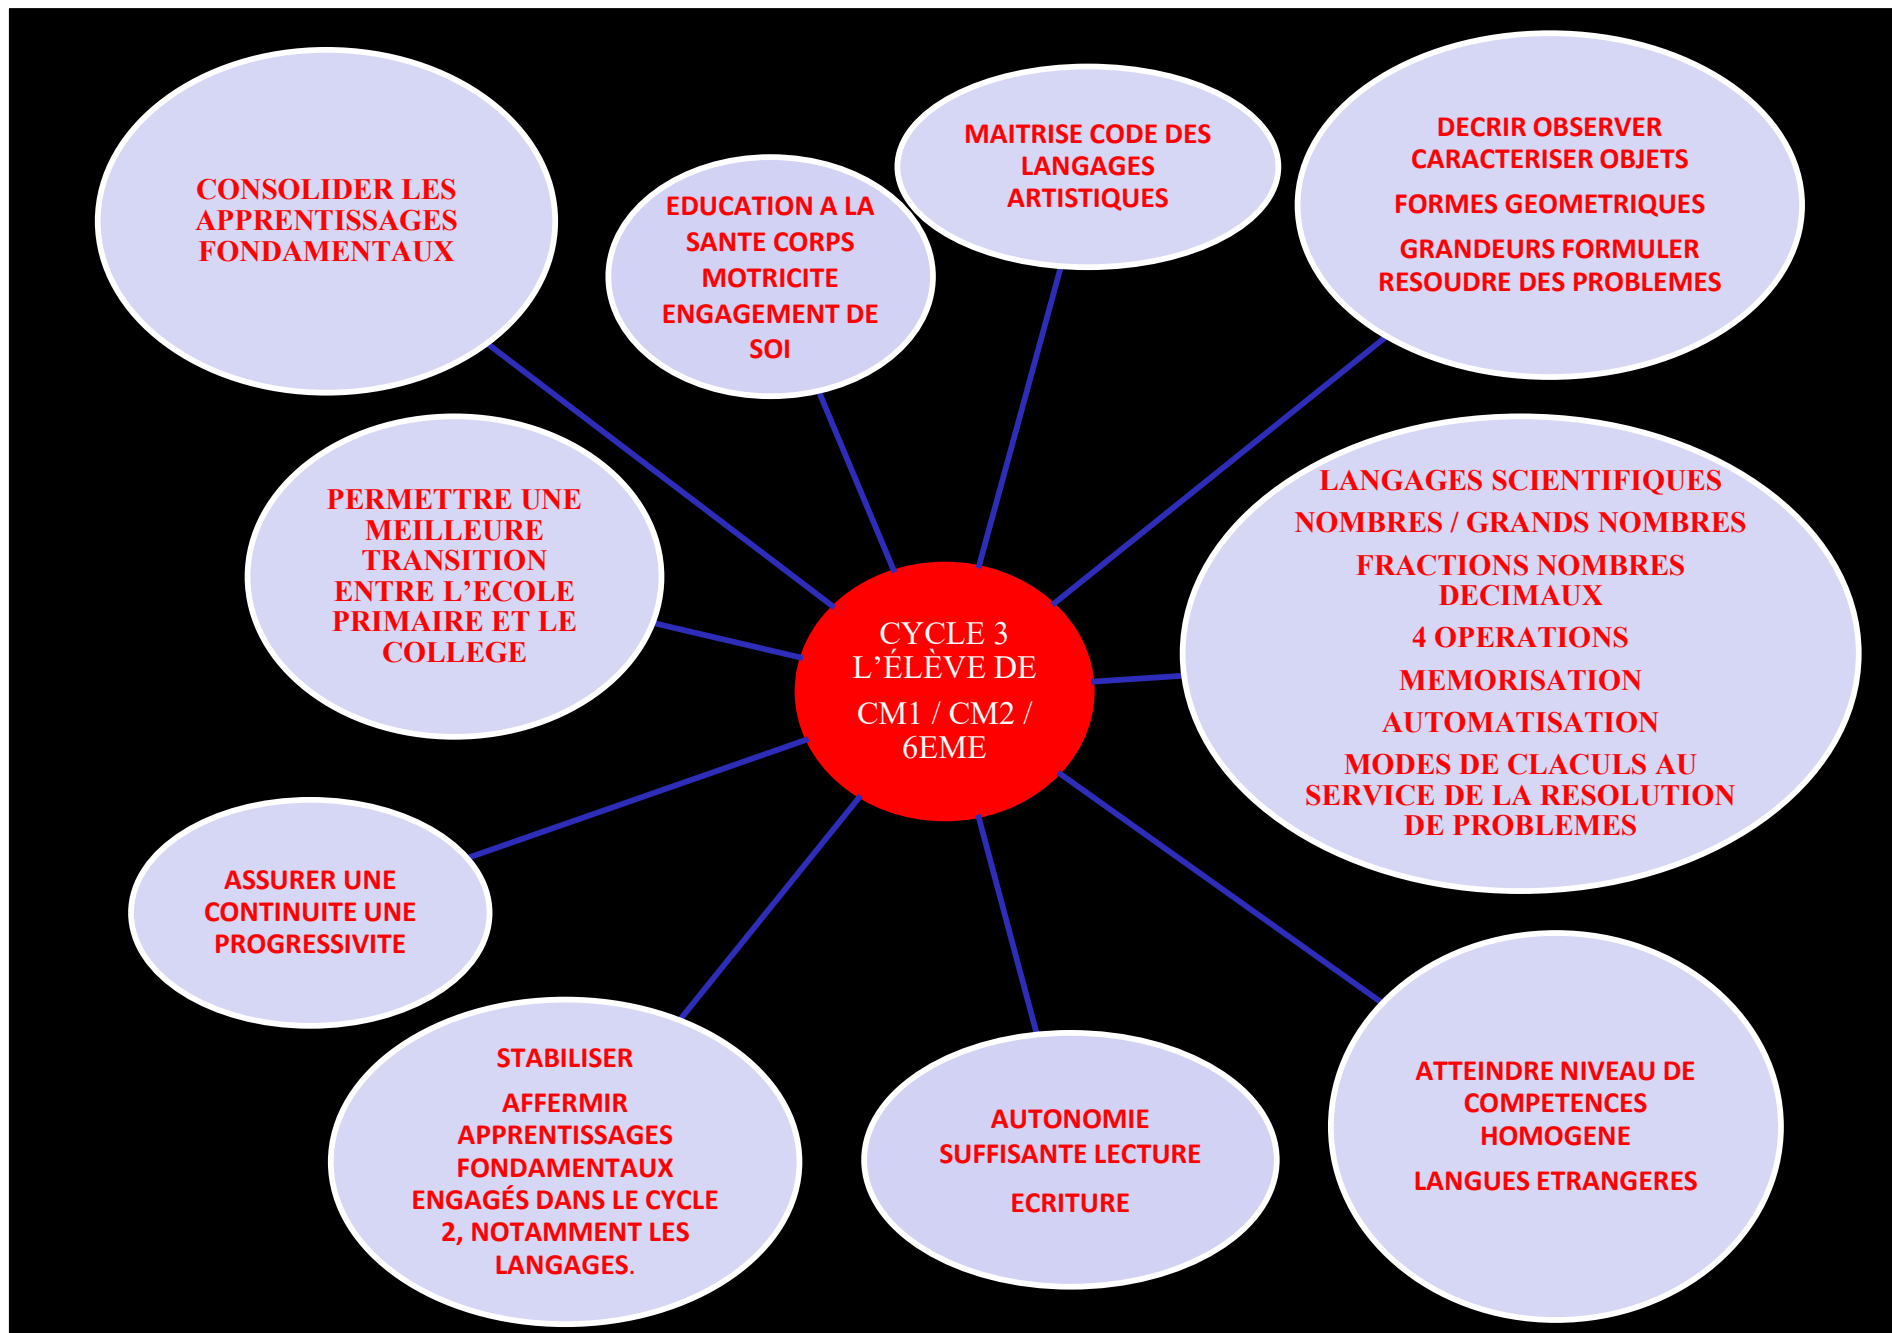 CONSOLIDER LES
APPRENTISSAGES
FONDAMENTAUX
EDUCATION A LA
SANTE CORPS
MOTRICITE
ENGAGEMENT DE
SOI
MAITRISE CODE DES
LANGAGES
ARTISTIQUES
DECRIR OBSERVER
CARACTERISER OBJETS
FORMES GEOMETRIQUES
GRANDEURS FORMULER
RESOUDRE DES PROBLEMES
PERMETTRE UNE
MEILLEURE
TRANSITION
ENTRE L’ECOLE
PRIMAIRE ET LE
COLLEGE
CYCLE 3
L’ÉLÈVE DE
CM1 / CM2 /
6EME
LANGAGES SCIENTIFIQUES
NOMBRES / GRANDS NOMBRES
FRACTIONS NOMBRES
DECIMAUX
4 OPERATIONS
MEMORISATION
AUTOMATISATION
MODES DE CLACULS AU
SERVICE DE LA RESOLUTION
DE PROBLEMES
ASSURER UNE
CONTINUITE UNE
PROGRESSIVITE
STABILISER
AFFERMIR
APPRENTISSAGES
FONDAMENTAUX
ENGAGÉS DANS LE CYCLE
2, NOTAMMENT LES
LANGAGES.
AUTONOMIE
SUFFISANTE LECTURE
ECRITURE
ATTEINDRE NIVEAU DE
COMPETENCES
HOMOGENE
LANGUES ETRANGERES